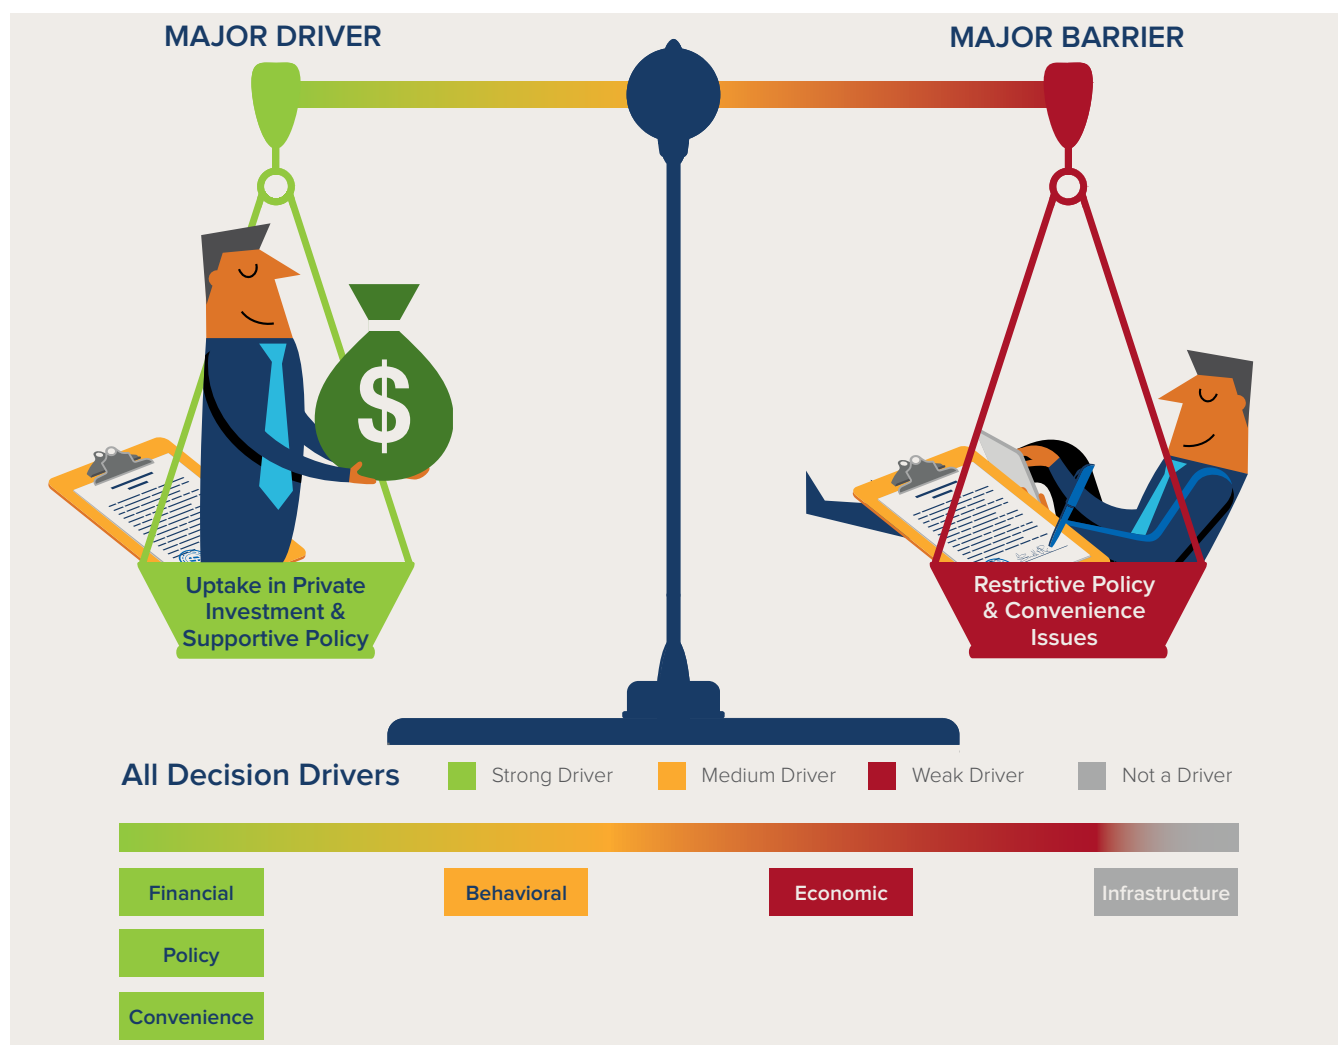 MAJOR DRIVER
MAJOR BARRIER
$
Uptake in Private
Investment &
Supportive Policy
Restrictive Policy
& Convenience
Issues
All Decision Drivers
Strong Driver
Medium Driver
Weak Driver
Not a Driver
Financial
Behavioral
Economic
Infrastructure
Policy
Convenience